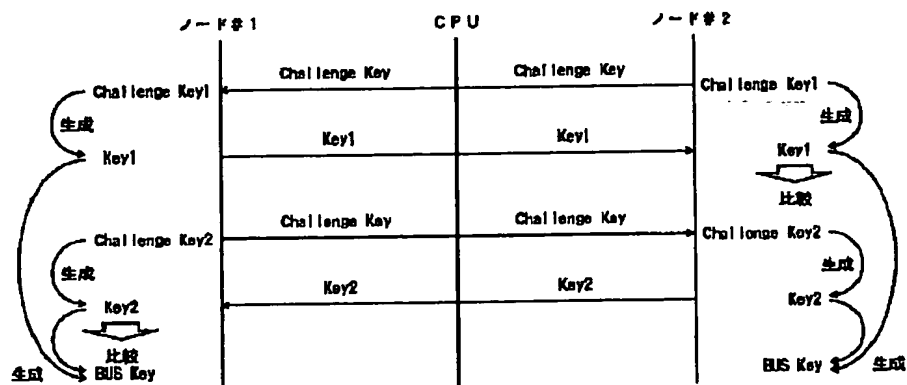 ノード#1 CPU ノード#2
Challenge Key Challenge Key
Challenge Key1 Challenge Key1
生成 生成
Key1 Key1
Key1 Key1
比較
Challenge Key Challenge Key
Challenge Key2 Challenge Key2
生成 生成
Key2 Key2
Key2 Key2
比較
生成 BUS Key BUS Key 生成